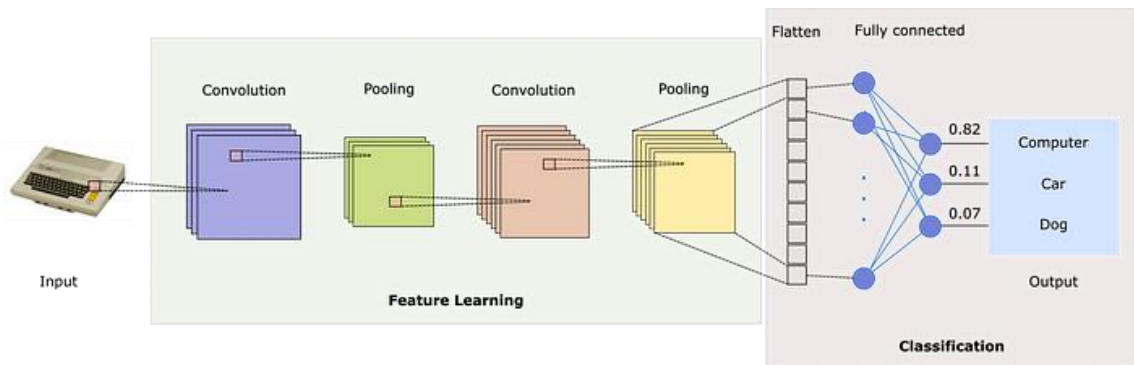 Flatten
Fully connected
Convolution
Pooling
Convolution
Pooling
0.82
Computer
0.11
Car
0.07
Dog
Input
Output
Feature Learning
Classification